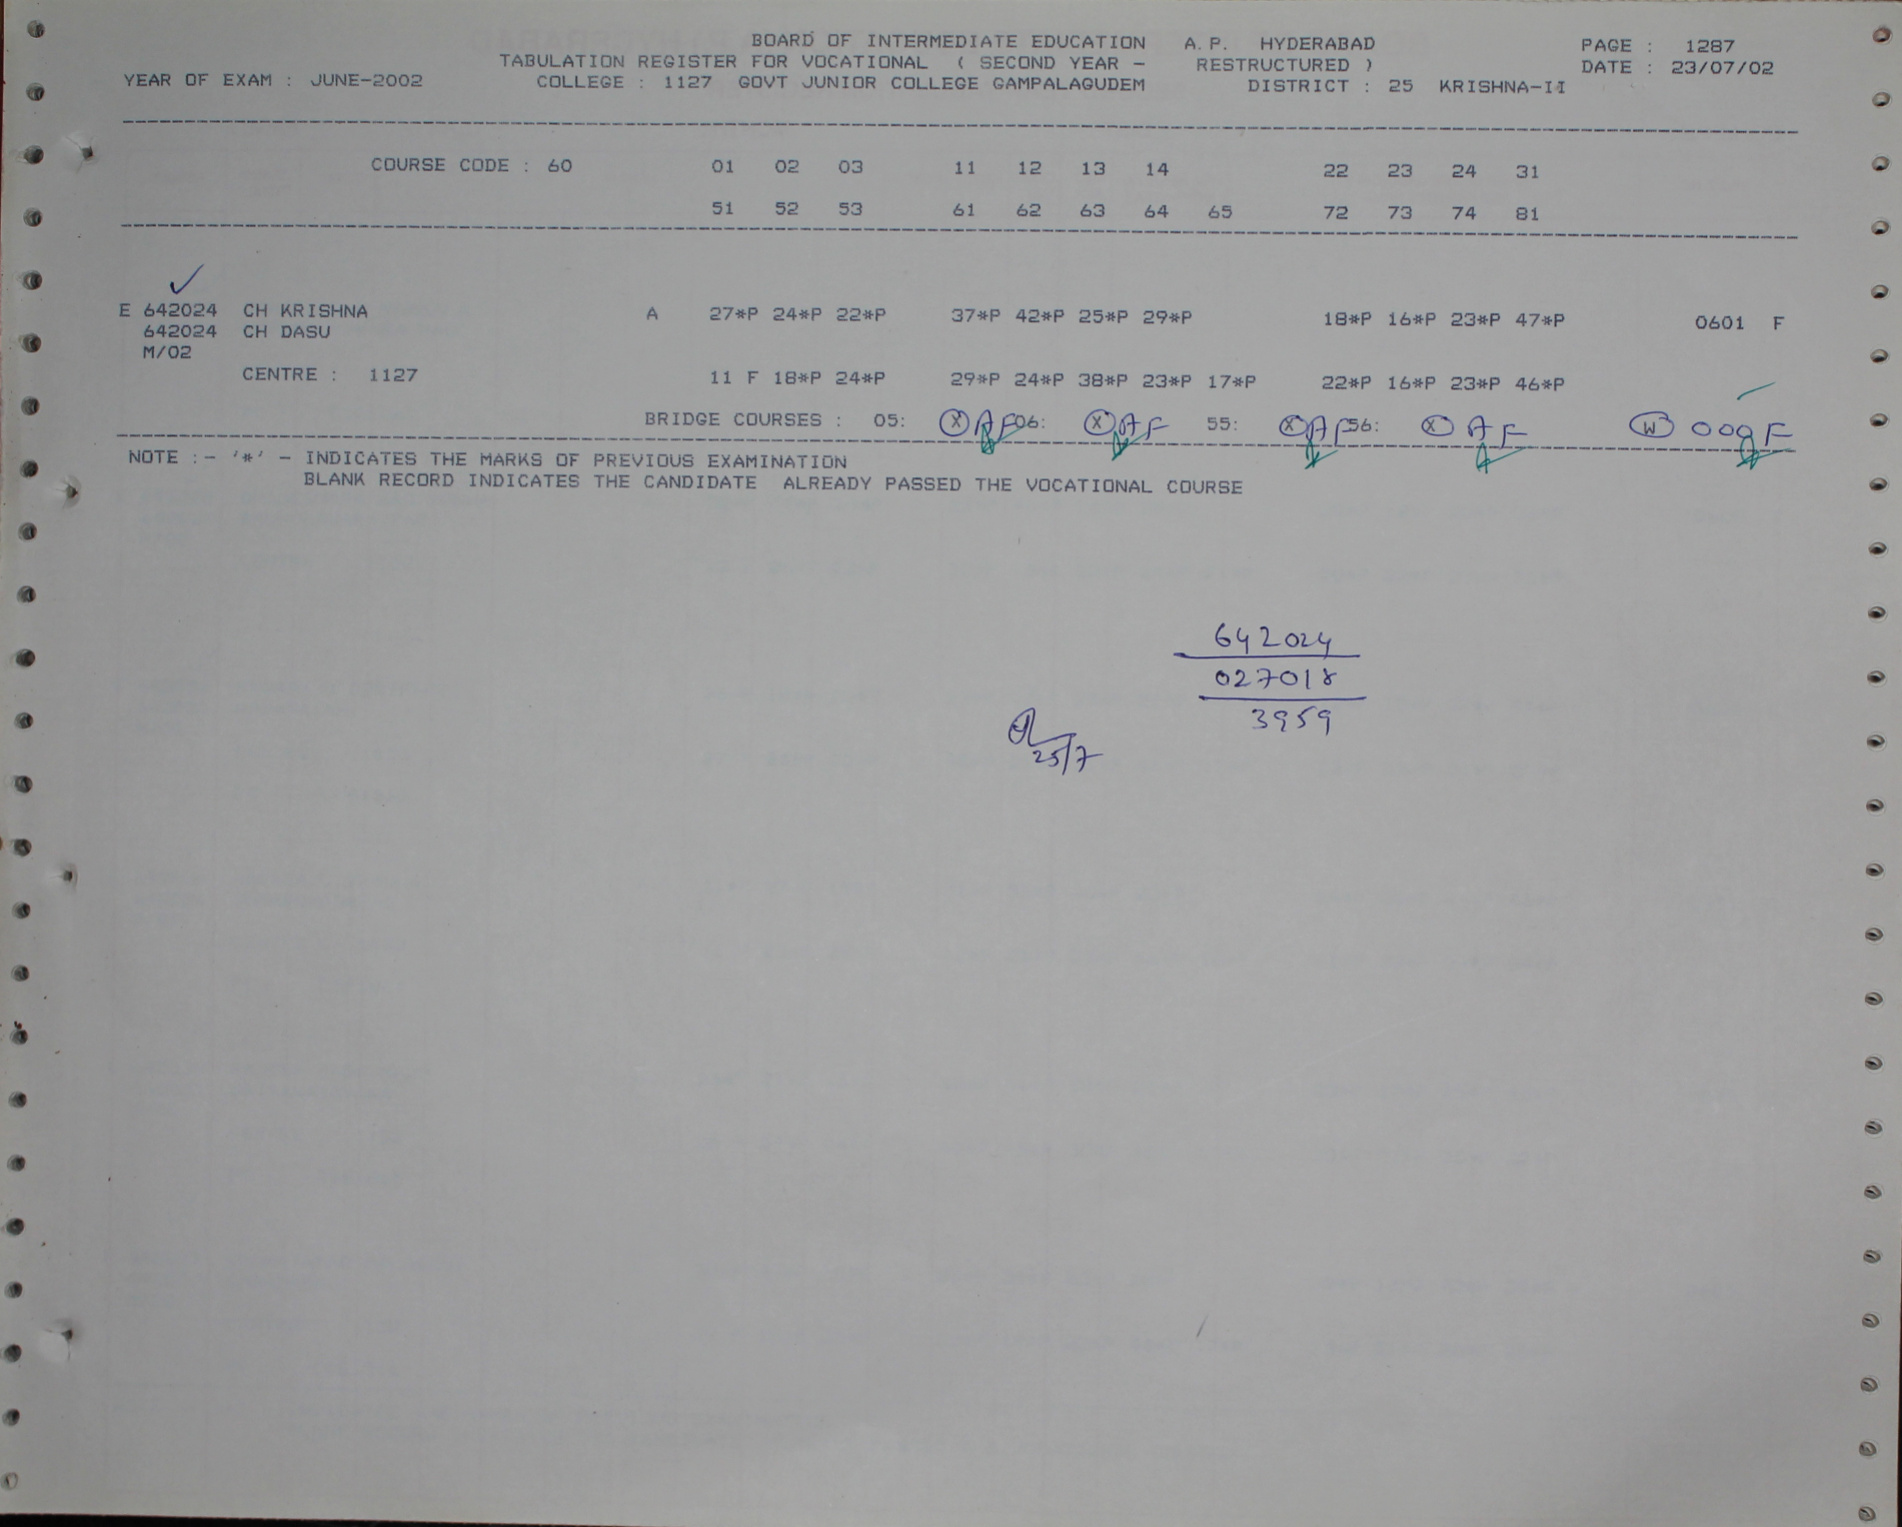 BOARD OF INTERMEDIATE EDUCATION A.P. HYDERABAD PAGE : 1287
TABULATION REGISTER FOR VOCATIONAL ( SECOND YEAR - RESTRUCTURED ) DATE : 23/07/02
YEAR OF EXAM : JUNE-2002 COLLEGE : 1127 GOVT JUNIOR COLLEGE GAMPALAGUDEM DISTRICT : 25 KRISHNA-II
COURSE CODE : 60 01 02 03 11 12 13 14 22 23 24 31
51 52 53 61 62 63 64 65 72 73 74 81
E 642024 CH KRISHNA A 27*P 24*P 22*P 37*P 42*P 25*P 29*P 18*P 16*P 23*P 47*P 0601 F
642024 CH DASU
M/02
CENTRE : 1127 11 F 18*P 24*P 29*P 24*P 38*P 23*P 17*P 22*P 16*P 23*P 46*P
BRIDGE COURSES : 05: X AF 06: X AF 55: X AF 56: X AF W 000 F
NOTE :- '*' - INDICATES THE MARKS OF PREVIOUS EXAMINATION
BLANK RECORD INDICATES THE CANDIDATE ALREADY PASSED THE VOCATIONAL COURSE
642024
027018
3959
25/7